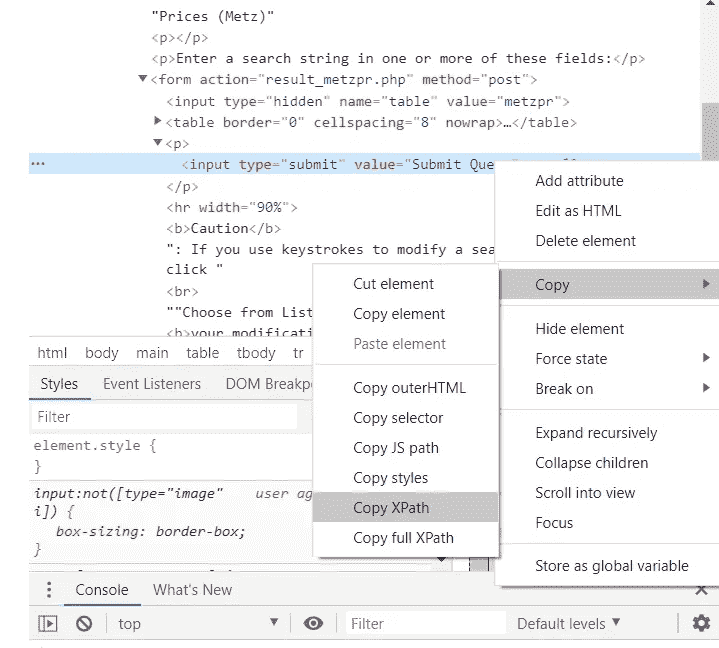 "Prices (Metz)"
<p></p>
<p>Enter a search string in one or more of these fields:</p>
▼<form action="result_metzpr.php" method="post">
<input type="hidden" name="table" value="metzpr">
▶<table border="0" cellspacing="8" nowrap>…</table>
▼<p>
<input type="submit" value="Submit Que
</p>
<hr width="90%">
<b>Caution</b>
": If you use keystrokes to modify a sea
click "
<br>
""Choose from List
<b>your modificati
html body main table tbody tr
Styles Event Listeners DOM Breakp
Filter
element.style {
}
input:not([type="image" user ag
i]) {
box-sizing: border-box;
}
Cut element
Copy element
Paste element
Copy outerHTML
Copy selector
Copy JS path
Copy styles
Copy XPath
Copy full XPath
Add attribute
Edit as HTML
Delete element
Copy
Hide element
Force state
Break on
Expand recursively
Collapse children
Scroll into view
Focus
Store as global variable
Console What's New
top Filter Default levels